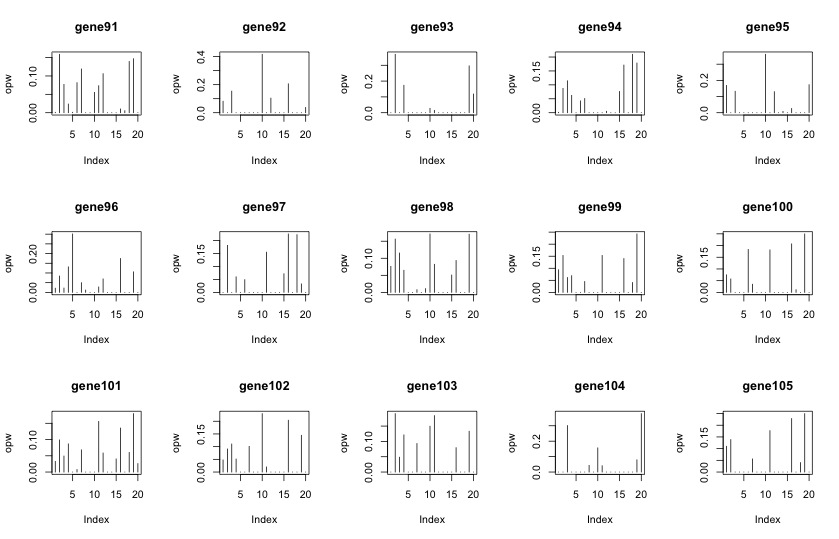 gene91 gene92 gene93 gene94 gene95
opw 0.00 0.10 opw 0.0 0.2 0.4 opw 0.0 0.2 opw 0.00 0.15 opw 0.0 0.2
5 10 15 20 5 10 15 20 5 10 15 20 5 10 15 20 5 10 15 20
Index Index Index Index Index
gene96 gene97 gene98 gene99 gene100
opw 0.00 0.20 opw 0.00 0.15 opw 0.00 0.10 opw 0.00 0.15 opw 0.00 0.15
5 10 15 20 5 10 15 20 5 10 15 20 5 10 15 20 5 10 15 20
Index Index Index Index Index
gene101 gene102 gene103 gene104 gene105
opw 0.00 0.10 opw 0.00 0.15 opw 0.00 0.10 opw 0.0 0.2 opw 0.00 0.15
5 10 15 20 5 10 15 20 5 10 15 20 5 10 15 20 5 10 15 20
Index Index Index Index Index